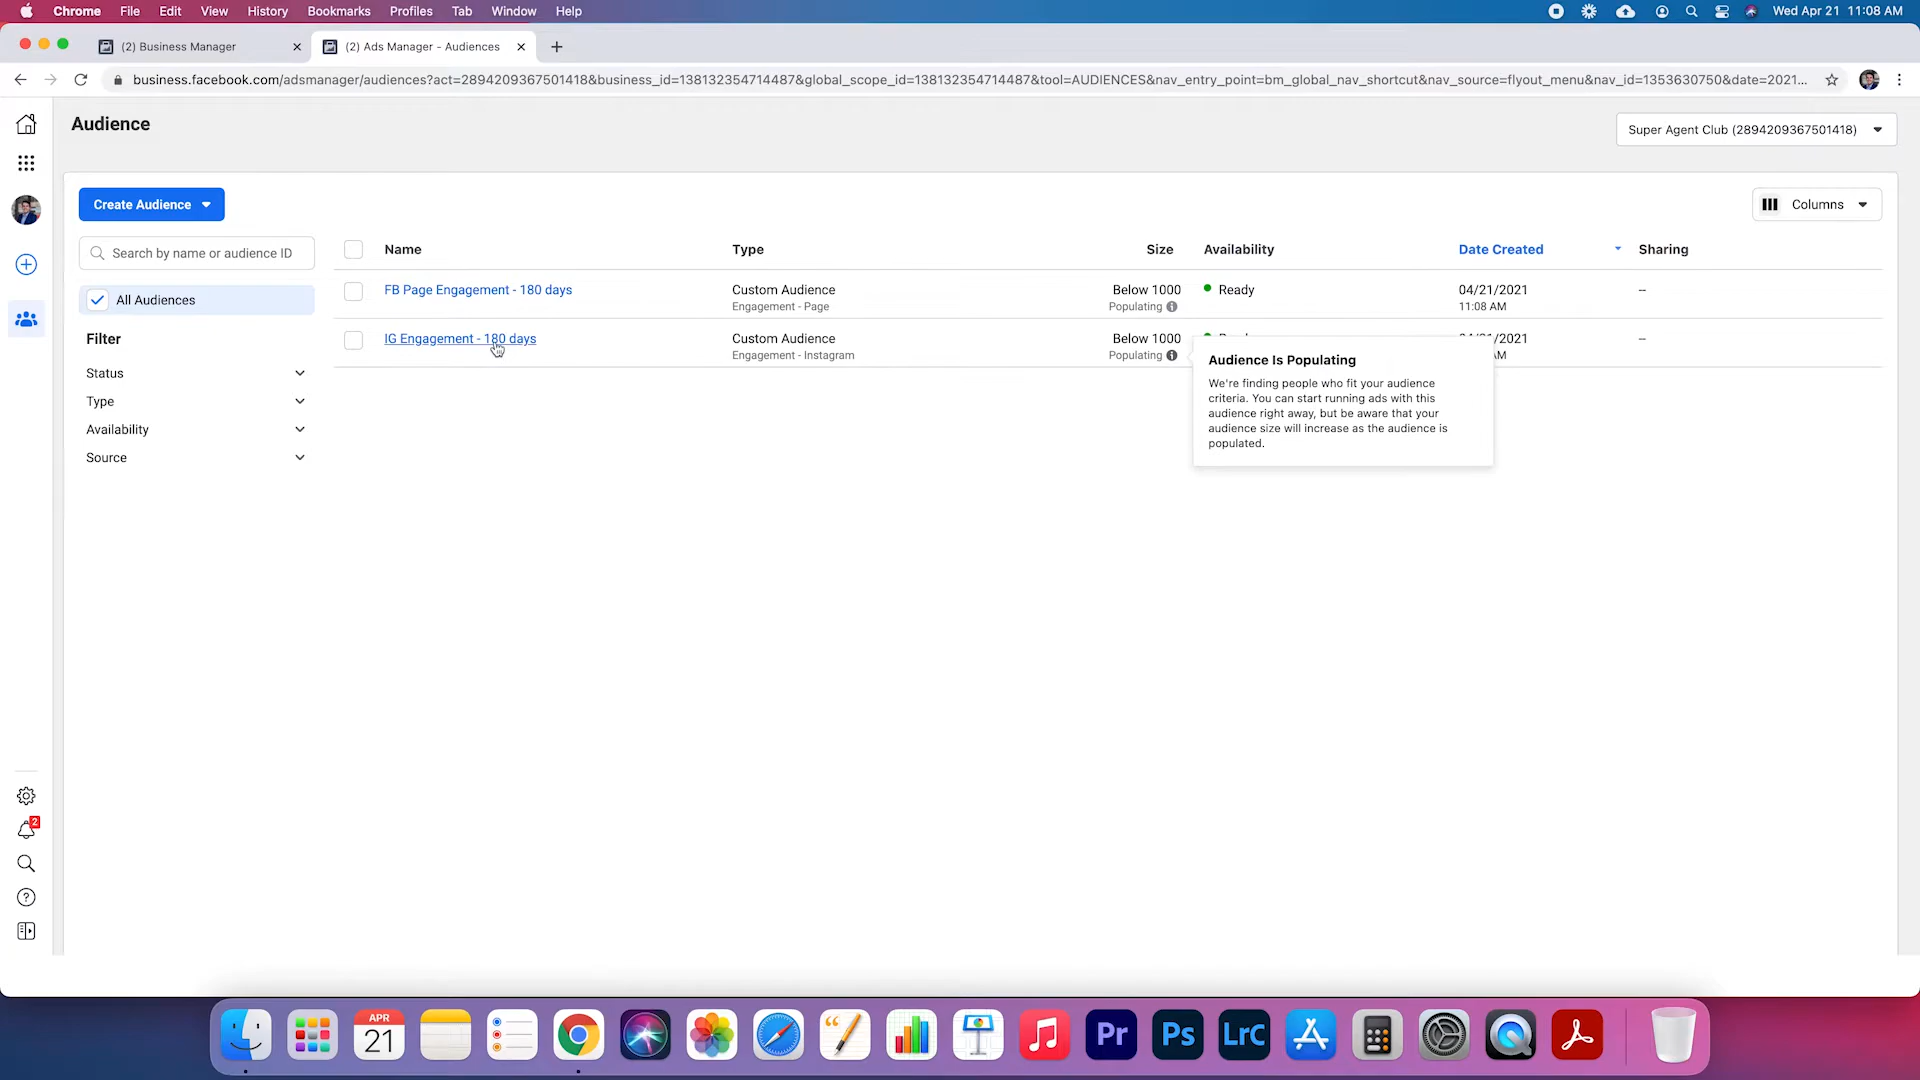 Chrome File Edit View History Bookmarks Profiles Tab Window Help Wed Apr 21 11:08 AM
(2) Business Manager
(2) Ads Manager - Audiences
business.facebook.com/adsmanager/audiences?act=2894209367501418&business_id=138132354714487&global_scope_id=138132354714487&tool=AUDIENCES&nav_entry_point=bm_global_nav_shortcut&nav_source=flyout_menu&nav_id=1353630750&date=2021...
Audience
Super Agent Club (2894209367501418)
Create Audience
Columns
Search by name or audience ID
Name Type Size Availability Date Created Sharing
All Audiences
FB Page Engagement - 180 days Custom Audience Below 1000 Ready 04/21/2021 --
Engagement - Page Populating 11:08 AM
Filter
IG Engagement - 180 days Custom Audience Below 1000 --
Engagement - Instagram Populating
Audience Is Populating
We're finding people who fit your audience
criteria. You can start running ads with this
audience right away, but be aware that your
audience size will increase as the audience is
populated.
Status
Type
Availability
Source
2
APR
21
Pr
Ps
LrC